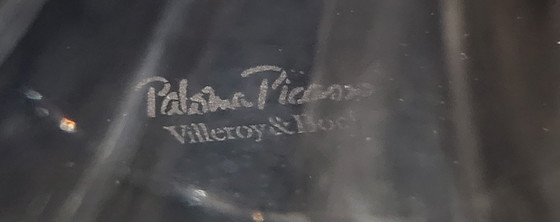 Paloma Picasso
Villeroy & Boch